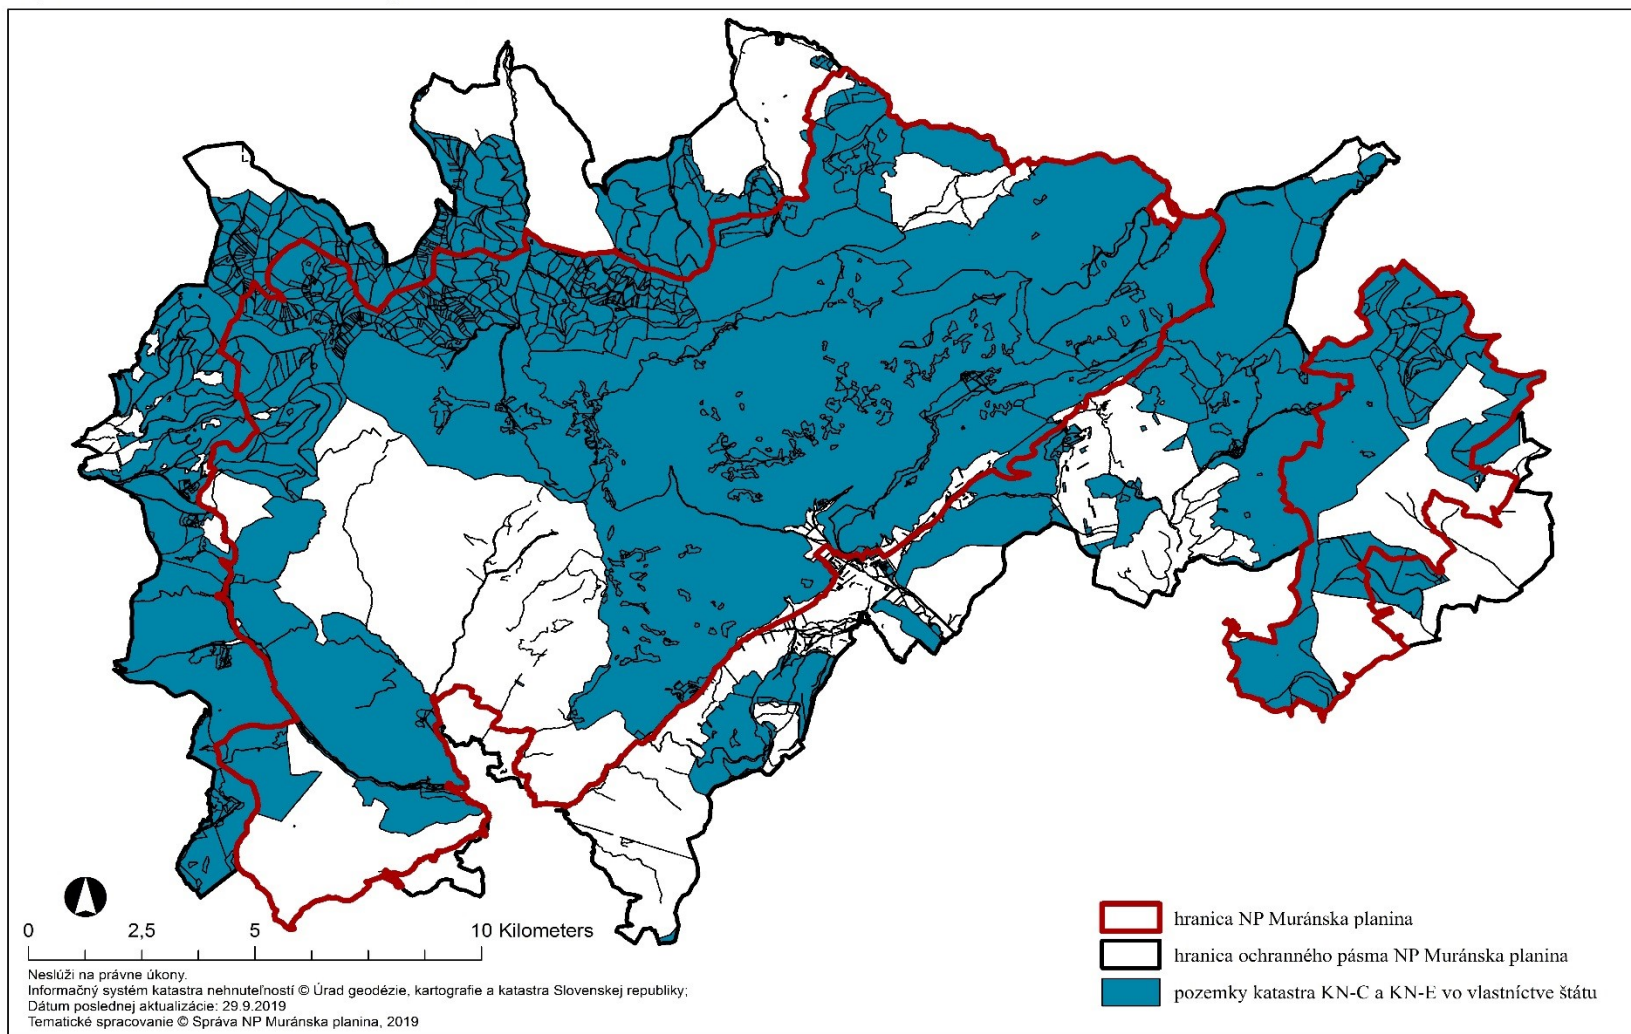 0 2,5 5 10 Kilometers
Neslúži na právne úkony.
Informačný systém katastra nehnuteľností © Úrad geodézie, kartografie a katastra Slovenskej republiky;
Dátum poslednej aktualizácie: 29.9.2019
Tematické spracovanie © Správa NP Muránska planina, 2019
hranica NP Muránska planina
hranica ochranného pásma NP Muránska planina
pozemky katastra KN-C a KN-E vo vlastníctve štátu